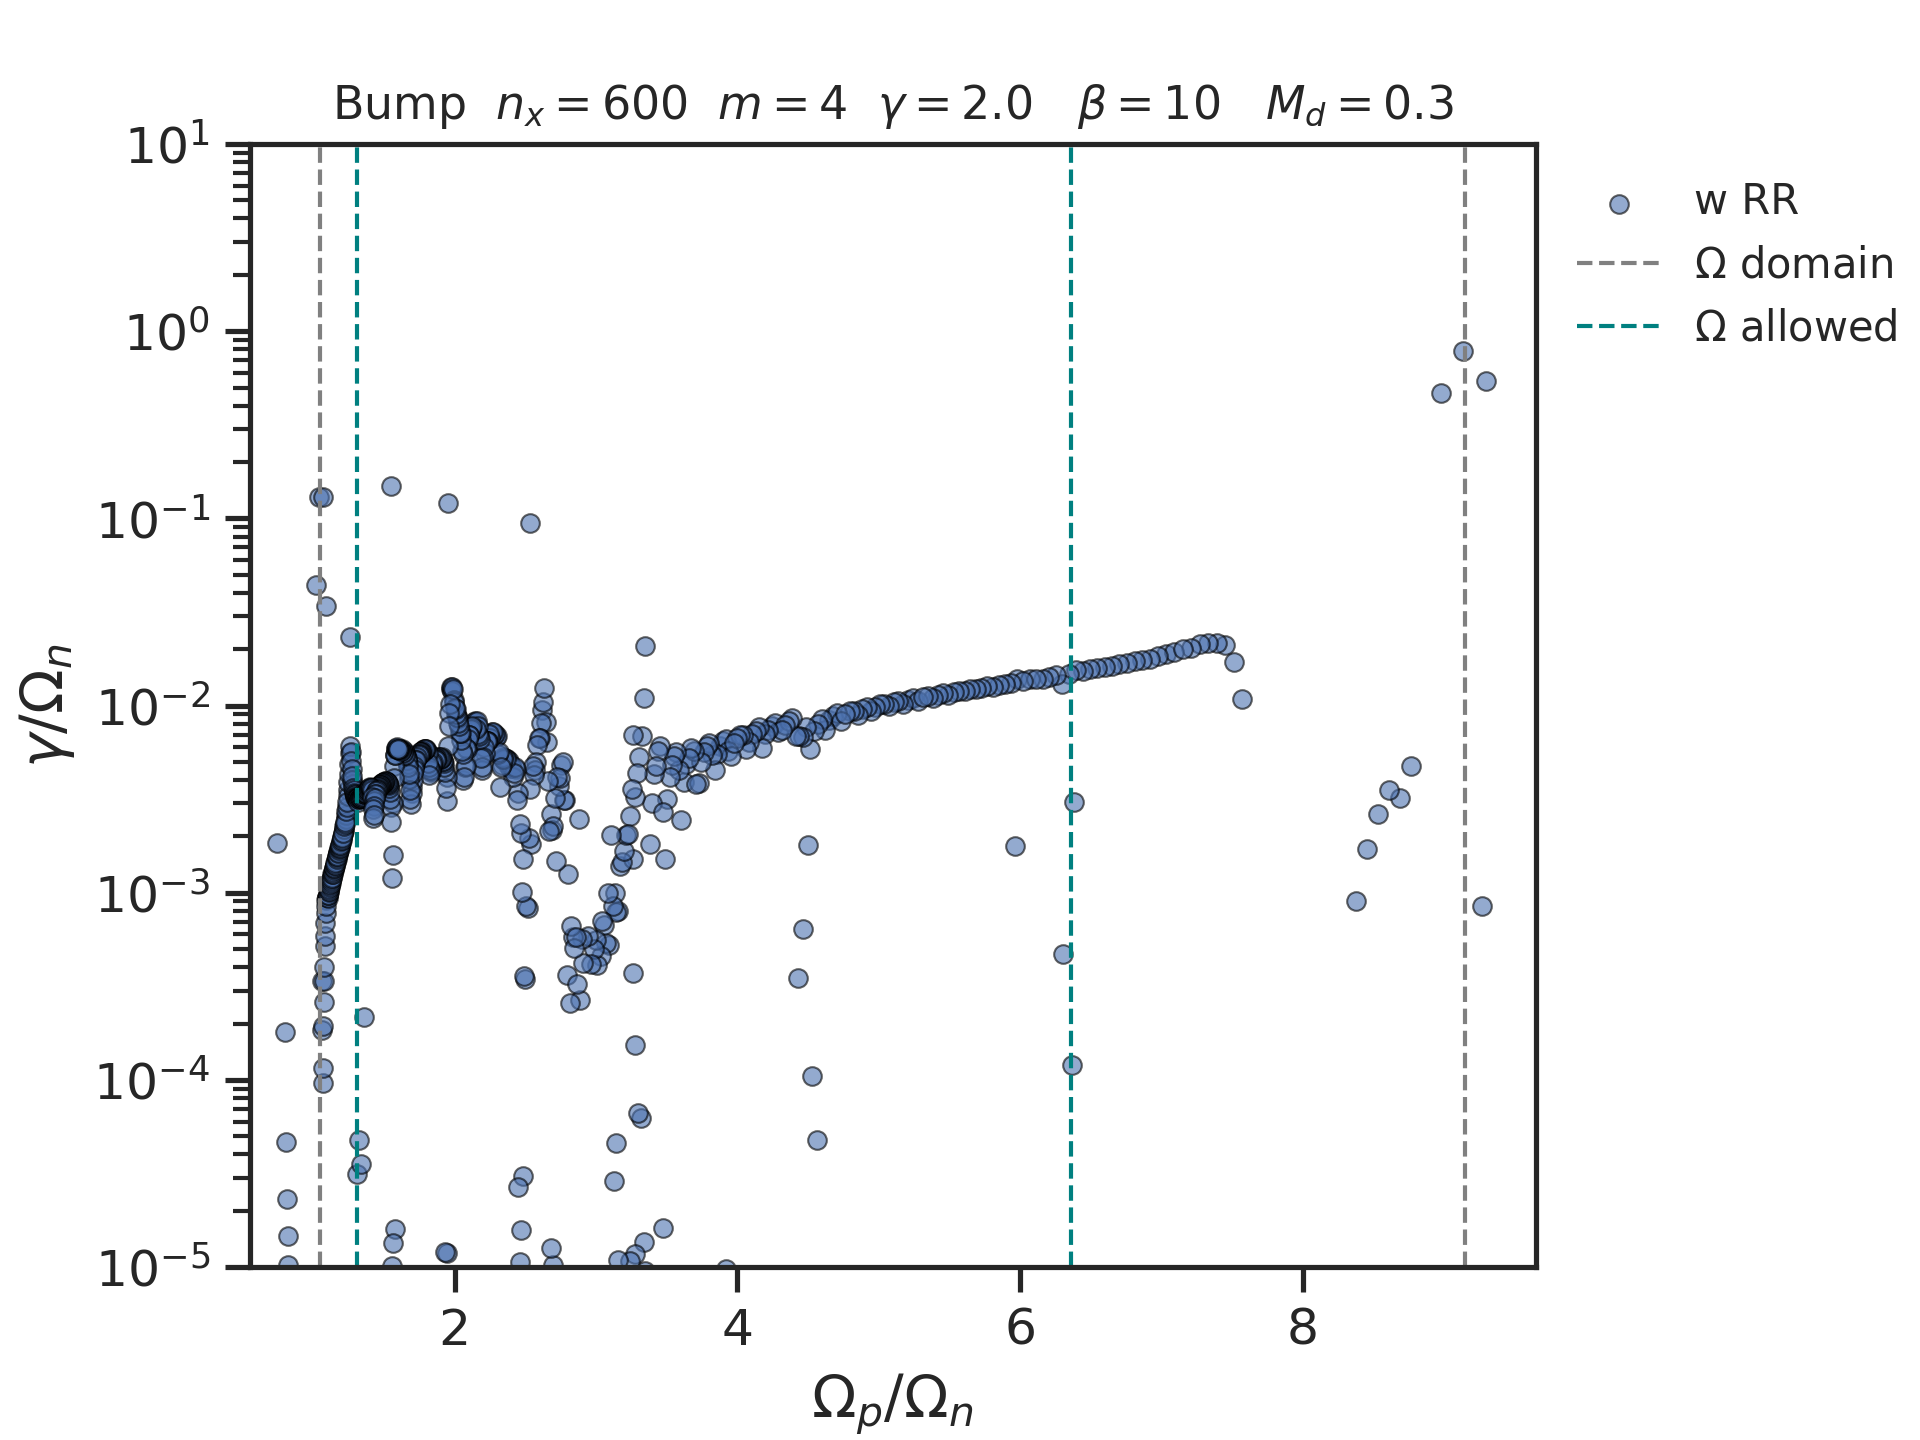 Bump n_x = 600 m = 4 γ = 2.0 β = 10 M_d = 0.3
10^1
10^0
10^-1
10^-2
10^-3
10^-4
10^-5
γ/Ω_n
2 4 6 8
Ω_p/Ω_n
w RR
Ω domain
Ω allowed